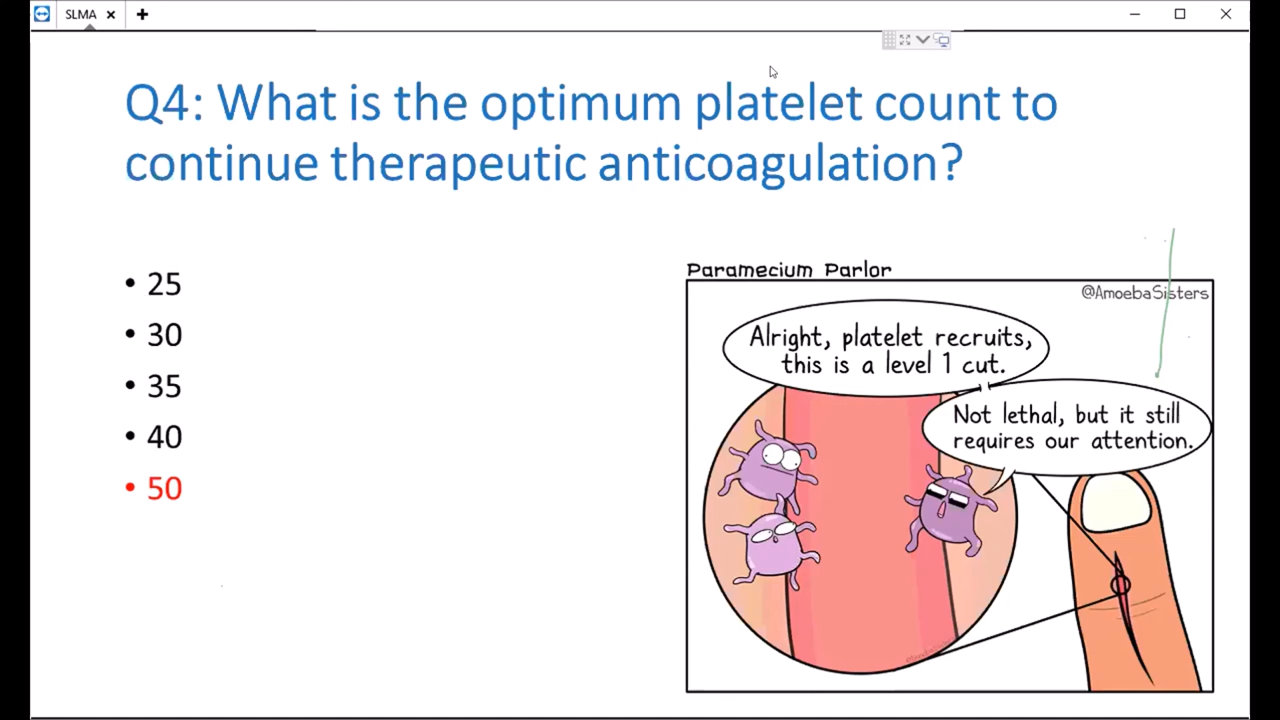 SLMA
Q4: What is the optimum platelet count to
continue therapeutic anticoagulation?
• 25
• 30
• 35
• 40
• 50
Paramecium Parlor
@AmoebaSisters
Alright, platelet recruits,
this is a level 1 cut.
Not lethal, but it still
requires our attention.